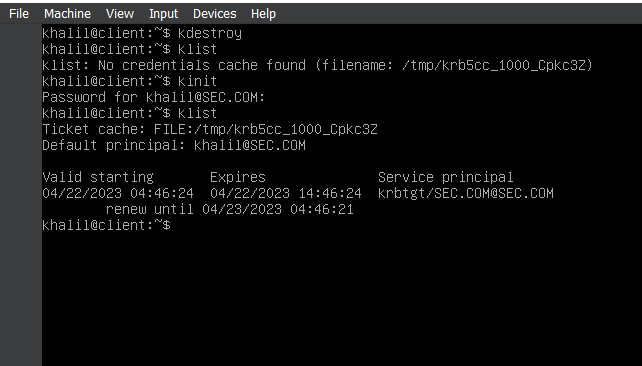 File Machine View Input Devices Help
khalil@client:~$ kdestroy
khalil@client:~$ klist
klist: No credentials cache found (filename: /tmp/krb5cc_1000_Cpkc3Z)
khalil@client:~$ kinit
Password for khalil@SEC.COM:
khalil@client:~$ klist
Ticket cache: FILE:/tmp/krb5cc_1000_Cpkc3Z
Default principal: khalil@SEC.COM
Valid starting Expires Service principal
04/22/2023 04:46:24 04/22/2023 14:46:24 krbtgt/SEC.COM@SEC.COM
renew until 04/23/2023 04:46:21
khalil@client:~$